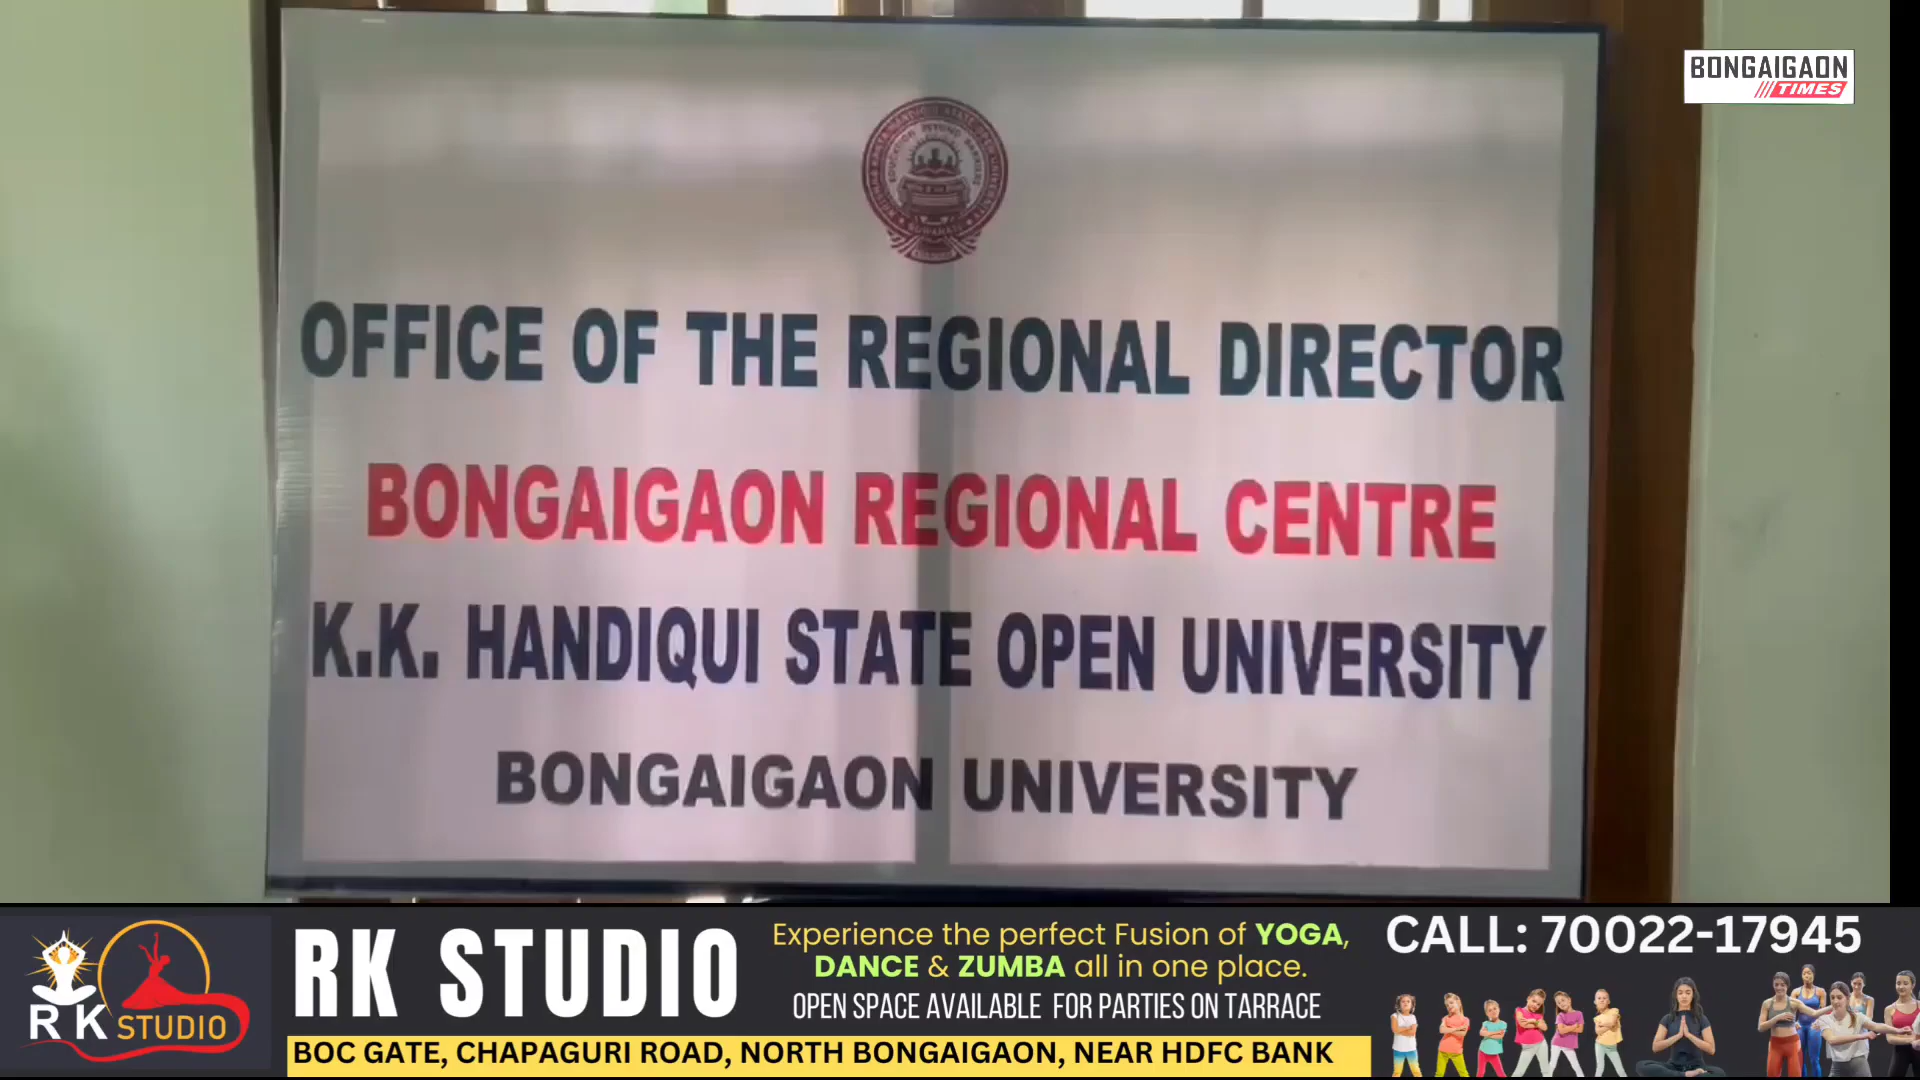 BONGAIGAON
TIMES
OFFICE OF THE REGIONAL DIRECTOR
BONGAIGAON REGIONAL CENTRE
K.K. HANDIQUI STATE OPEN UNIVERSITY
BONGAIGAON UNIVERSITY
RK STUDIO
RK STUDIO
Experience the perfect Fusion of YOGA,
DANCE & ZUMBA all in one place.
OPEN SPACE AVAILABLE FOR PARTIES ON TARRACE
CALL: 70022-17945
BOC GATE, CHAPAGURI ROAD, NORTH BONGAIGAON, NEAR HDFC BANK